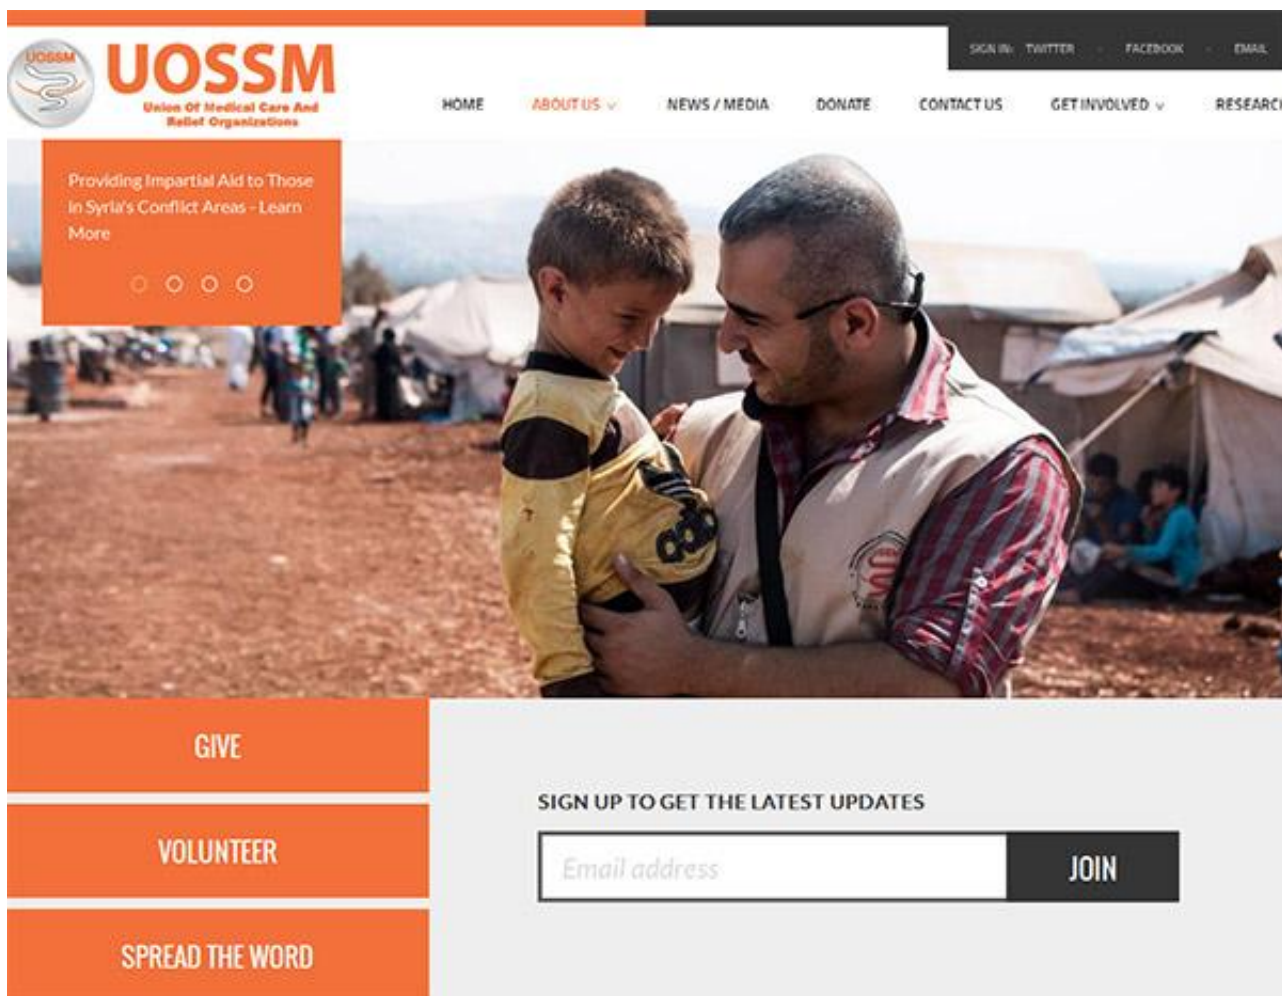 UOSSM
UOSSM
Union Of Medical Care And
Relief Organizations
SIGN IN: TWITTER
FACEBOOK
EMAIL
HOME
ABOUT US
NEWS / MEDIA
DONATE
CONTACT US
GET INVOLVED
RESEARCH
Providing Impartial Aid to Those
in Syria's Conflict Areas - Learn
More
UOSSM
GIVE
VOLUNTEER
SPREAD THE WORD
SIGN UP TO GET THE LATEST UPDATES
Email address
JOIN